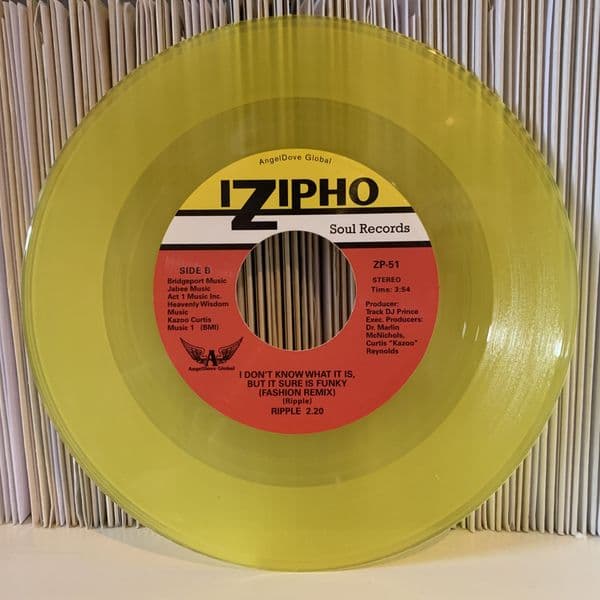 AngelDove Global
IZIPHO
Soul Records
SIDE B
Bridgeport Music
Jabee Music
Act 1 Music Inc.
Heavenly Wisdom
Music
Kazoo Curtis
Music 1 (BMI)
A
AngelDove Global
ZP-51
STEREO
Time: 3:54
Producer:
Track DJ Prince
Exec. Producers:
Dr. Marlin
McNichols,
Curtis "Kazoo"
Reynolds
I DON'T KNOW WHAT IT IS,
BUT IT SURE IS FUNKY
(FASHION REMIX)
(Ripple)
RIPPLE 2.20